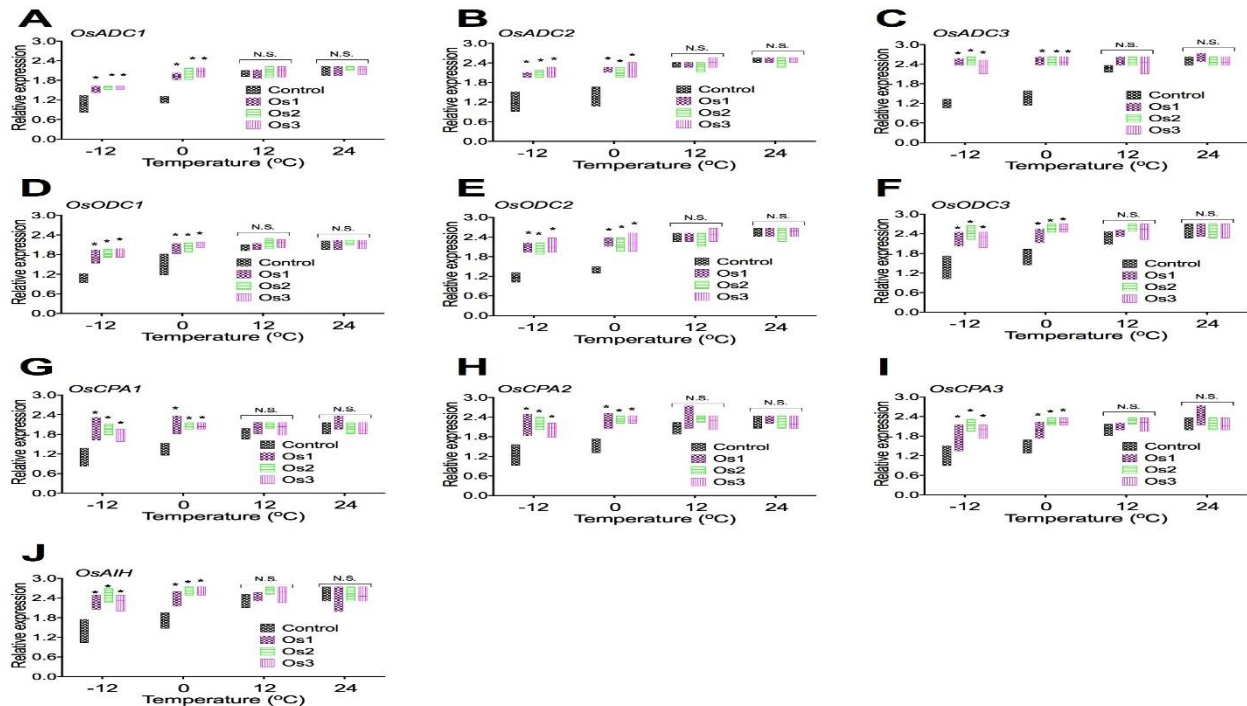 A
OsADC1
Relative expression
3.0
2.4
1.8
1.2
0.6
0.0
* * *
* * *
N.S.
N.S.
Control
Os1
Os2
Os3
-12 0 12 24
Temperature (ºC)
B
OsADC2
Relative expression
3.0
2.4
1.8
1.2
0.6
0.0
* * *
* * *
N.S.
N.S.
Control
Os1
Os2
Os3
-12 0 12 24
Temperature (ºC)
C
OsADC3
Relative expression
3.0
2.4
1.8
1.2
0.6
0.0
* * *
* * *
N.S.
N.S.
Control
Os1
Os2
Os3
-12 0 12 24
Temperature (ºC)
D
OsODC1
Relative expression
3.0
2.4
1.8
1.2
0.6
0.0
* * *
* * *
N.S.
N.S.
Control
Os1
Os2
Os3
-12 0 12 24
Temperature (ºC)
E
OsODC2
Relative expression
3.0
2.4
1.8
1.2
0.6
0.0
* * *
* * *
N.S.
N.S.
Control
Os1
Os2
Os3
-12 0 12 24
Temperature (ºC)
F
OsODC3
Relative expression
3.0
2.4
1.8
1.2
0.6
0.0
* * *
* * *
N.S.
N.S.
Control
Os1
Os2
Os3
-12 0 12 24
Temperature (ºC)
G
OsCPA1
Relative expression
3.0
2.4
1.8
1.2
0.6
0.0
* * *
* * *
N.S.
N.S.
Control
Os1
Os2
Os3
-12 0 12 24
Temperature (ºC)
H
OsCPA2
Relative expression
3.0
2.4
1.8
1.2
0.6
0.0
* * *
* * *
N.S.
N.S.
Control
Os1
Os2
Os3
-12 0 12 24
Temperature (ºC)
I
OsCPA3
Relative expression
3.0
2.4
1.8
1.2
0.6
0.0
* * *
* * *
N.S.
N.S.
Control
Os1
Os2
Os3
-12 0 12 24
Temperature (ºC)
J
OsAIH
Relative expression
3.0
2.4
1.8
1.2
0.6
0.0
* * *
* * *
N.S.
N.S.
Control
Os1
Os2
Os3
-12 0 12 24
Temperature (ºC)